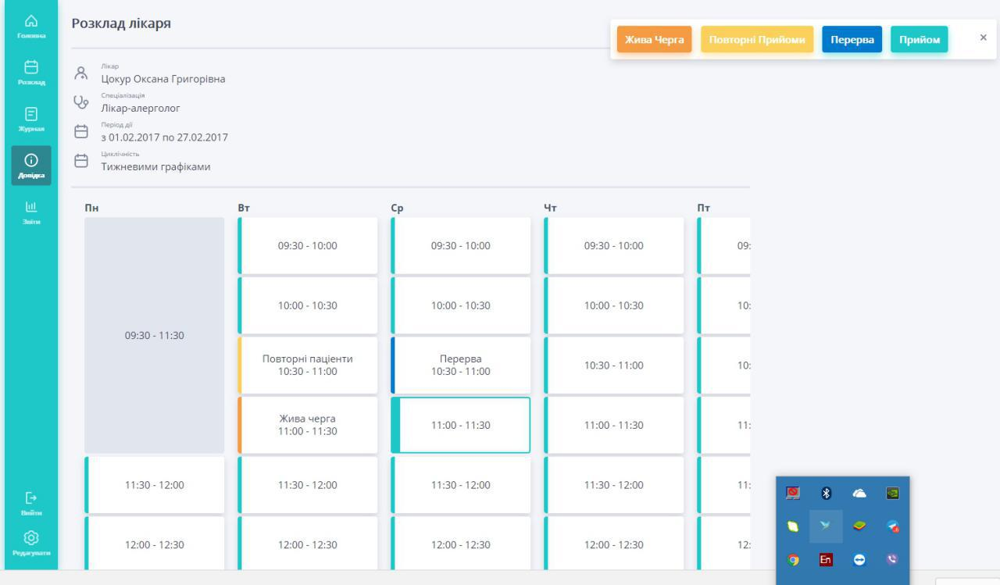 Головна
Розклад
Журнал
Довідка
Звіти
Вийти
Редагувати
Розклад лікаря
Жива Черга
Повторні Прийоми
Перерва
Прийом
×
Лікар
Цокур Оксана Григорівна
Спеціалізація
Лікар-алерголог
Період дії
з 01.02.2017 по 27.02.2017
Циклічність
Тижневими графіками
Пн
09:30 - 11:30
11:30 - 12:00
12:00 - 12:30
Вт
09:30 - 10:00
10:00 - 10:30
Повторні паціенти
10:30 - 11:00
Жива черга
11:00 - 11:30
11:30 - 12:00
12:00 - 12:30
Ср
09:30 - 10:00
10:00 - 10:30
Перерва
10:30 - 11:00
11:00 - 11:30
11:30 - 12:00
12:00 - 12:30
Чт
09:30 - 10:00
10:00 - 10:30
10:30 - 11:00
11:00 - 11:30
11:30 - 12:00
12:00 - 12:30
Пт
09:
10:
10:
11:
11:
12:
En